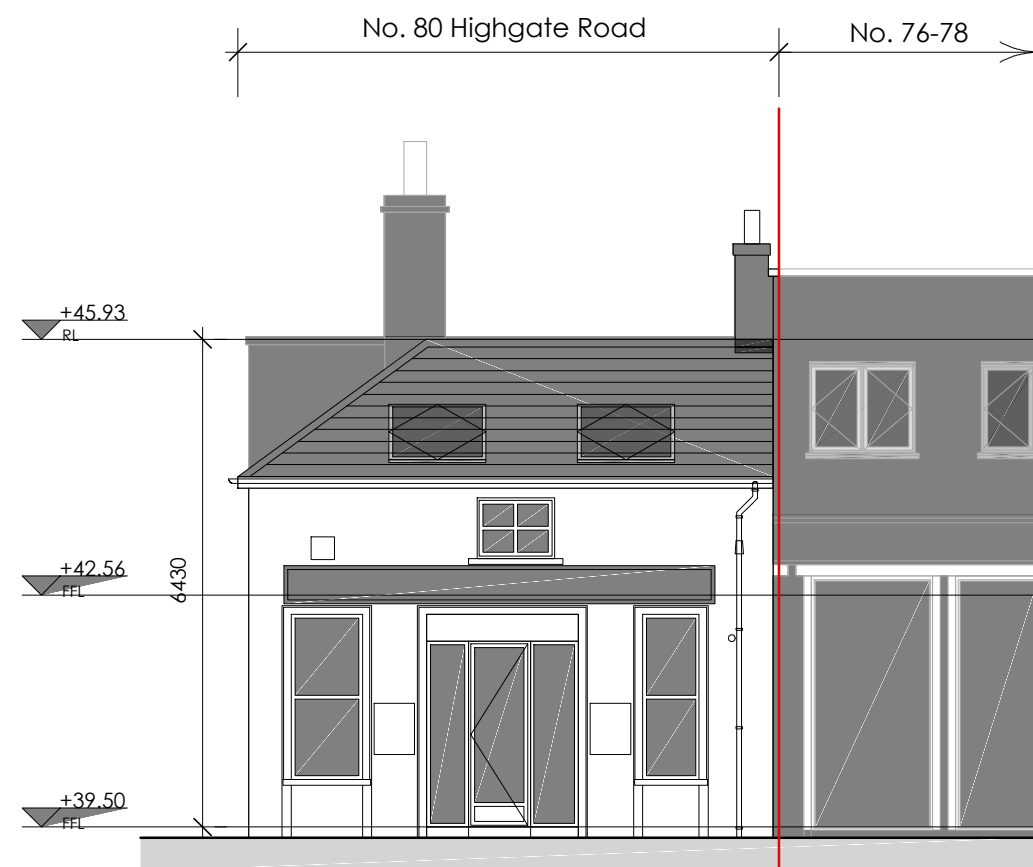 No. 80 Highgate Road
No. 76-78
+45.93
RL
+42.56
FFL
6430
+39.50
FFL